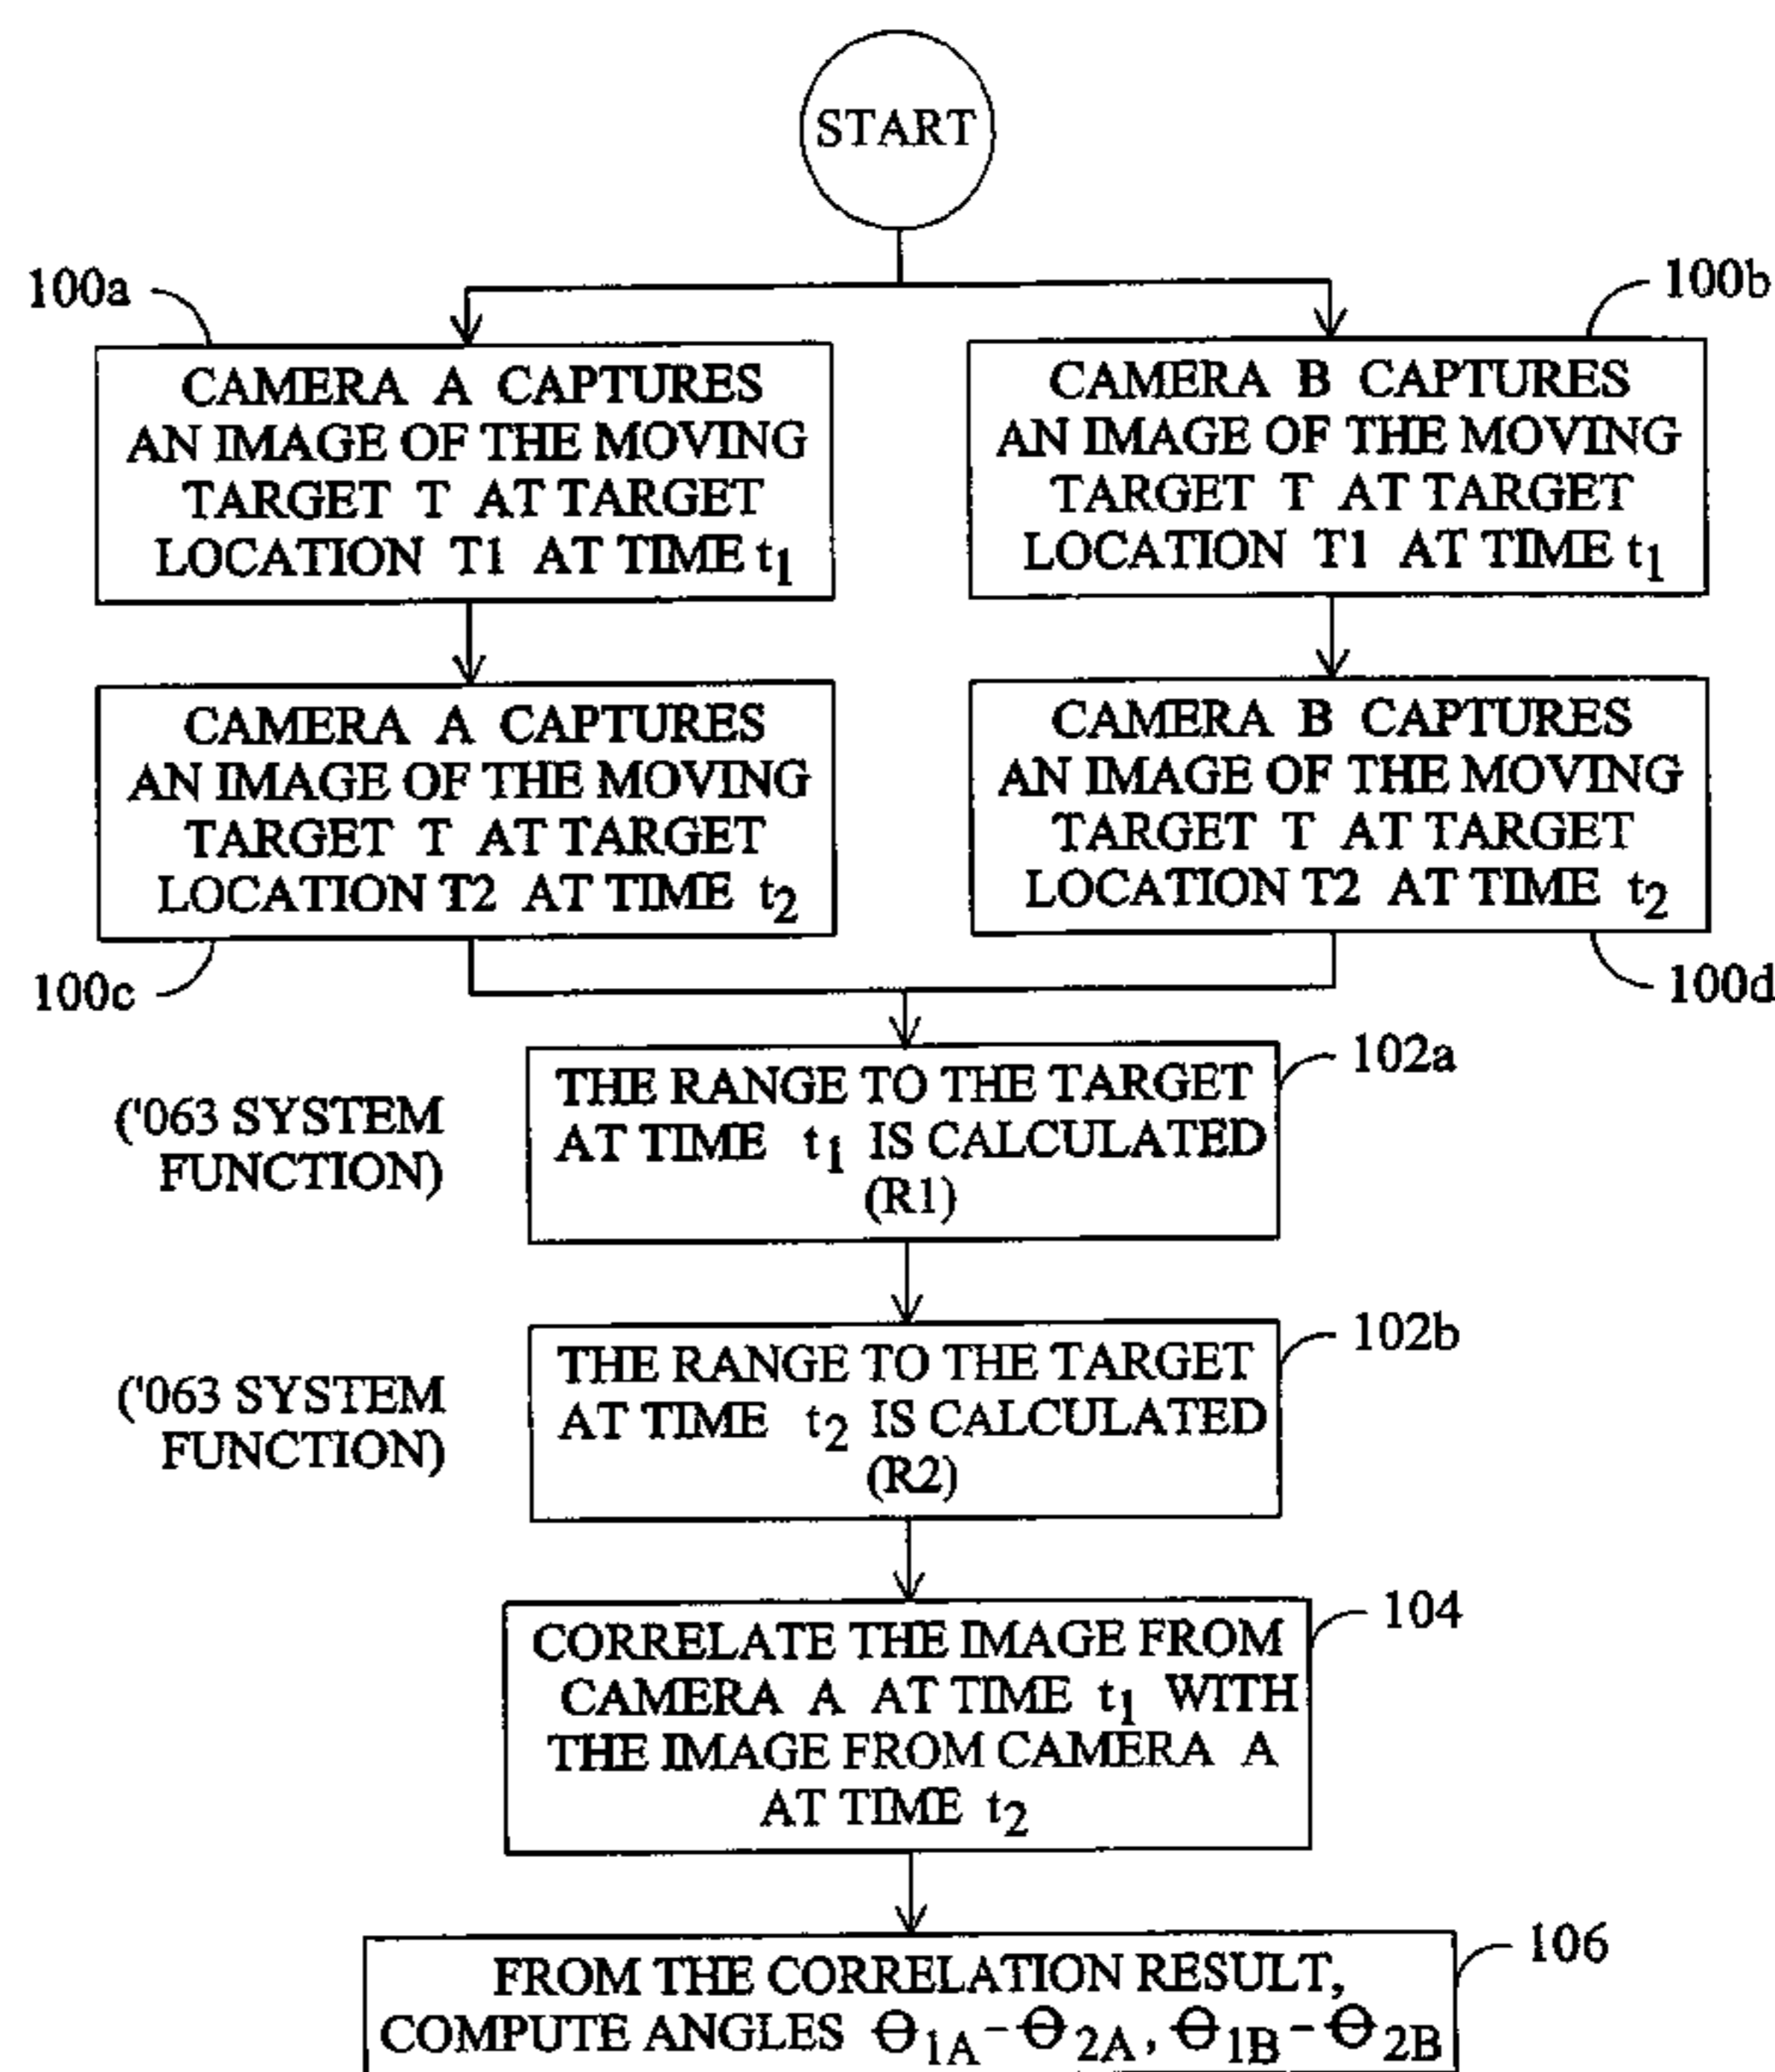 START
100a
100b
CAMERA A CAPTURES
AN IMAGE OF THE MOVING
TARGET T AT TARGET
LOCATION T1 AT TIME t1
CAMERA B CAPTURES
AN IMAGE OF THE MOVING
TARGET T AT TARGET
LOCATION T1 AT TIME t1
CAMERA A CAPTURES
AN IMAGE OF THE MOVING
TARGET T AT TARGET
LOCATION T2 AT TIME t2
CAMERA B CAPTURES
AN IMAGE OF THE MOVING
TARGET T AT TARGET
LOCATION T2 AT TIME t2
100c
100d
('063 SYSTEM
FUNCTION)
THE RANGE TO THE TARGET
AT TIME t1 IS CALCULATED
(R1)
102a
('063 SYSTEM
FUNCTION)
THE RANGE TO THE TARGET
AT TIME t2 IS CALCULATED
(R2)
102b
CORRELATE THE IMAGE FROM
CAMERA A AT TIME t1 WITH
THE IMAGE FROM CAMERA A
AT TIME t2
104
FROM THE CORRELATION RESULT,
COMPUTE ANGLES Θ1A-Θ2A, Θ1B-Θ2B
106